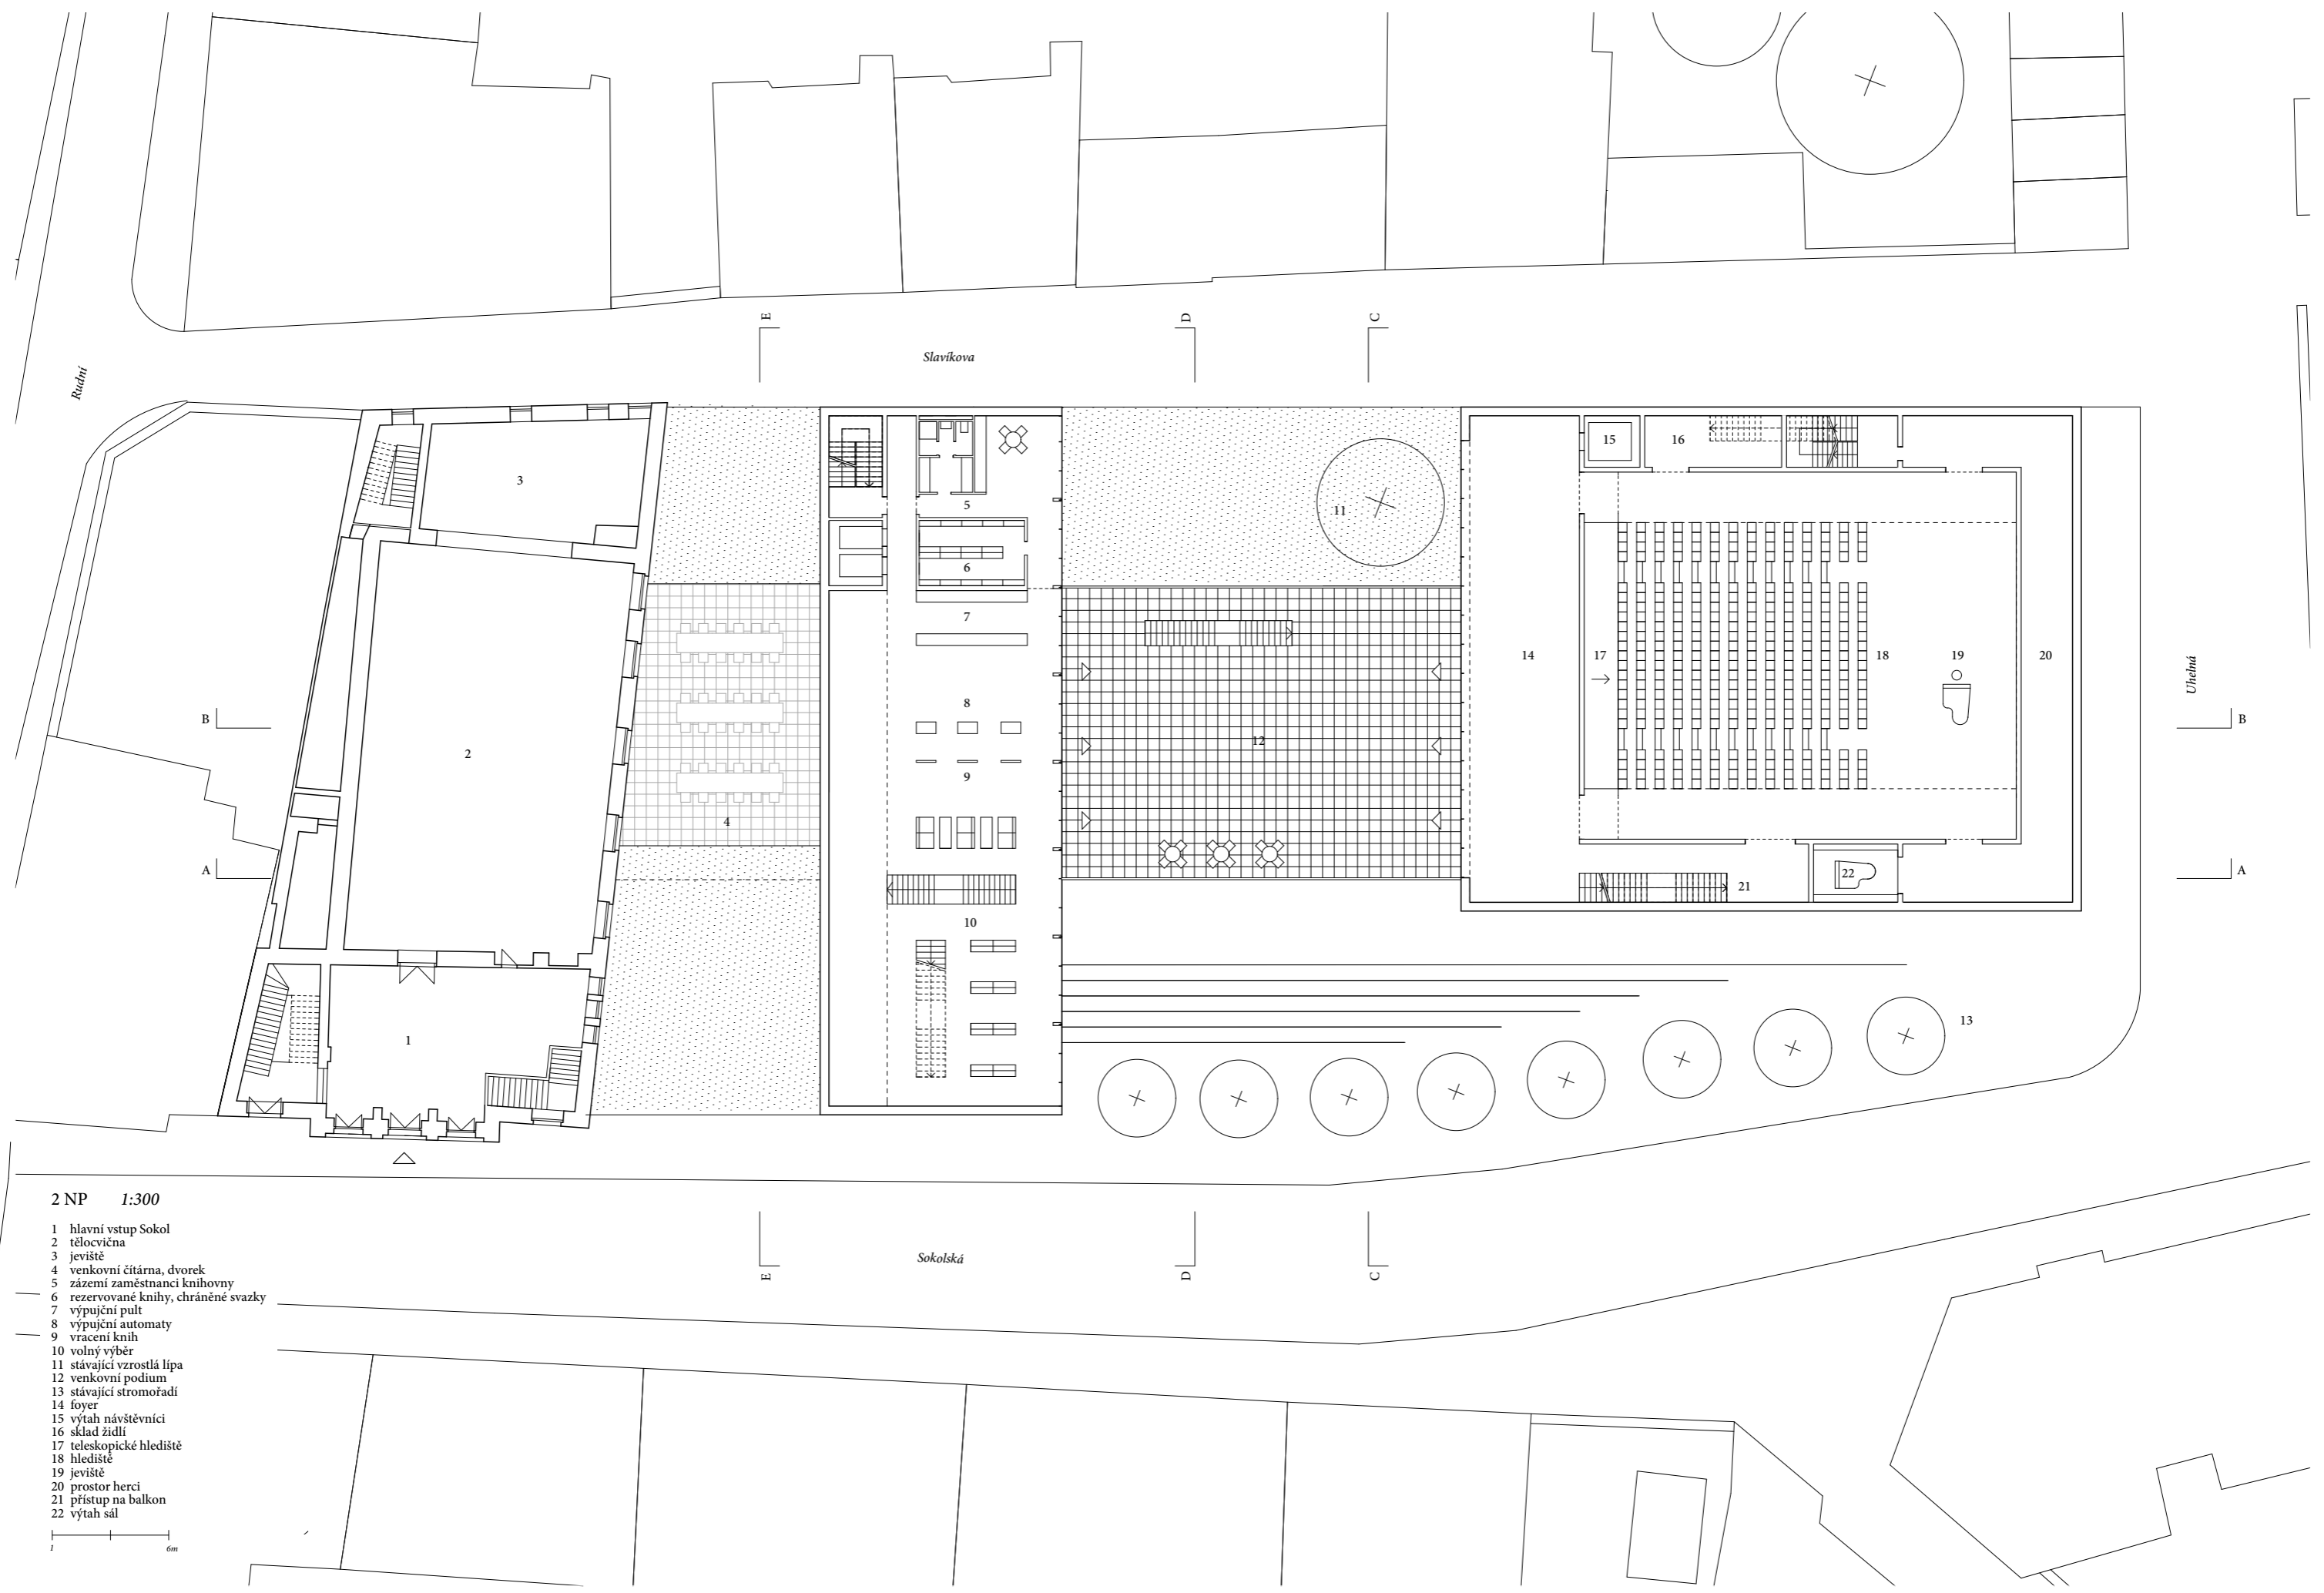 E
D
C
Slavíkova
Rudní
15
16
3
5
11
6
7
14
17
18
19
20
Uhelná
8
B
B
12
2
9
4
A
22
A
21
10
13
1
2 NP 1:300
1 hlavní vstup Sokol
2 tělocvična
3 jeviště
4 venkovní čítárna, dvorek
5 zázemí zaměstnanci knihovny
6 rezervované knihy, chráněné svazky
7 výpujční pult
8 výpujční automaty
9 vracení knih
10 volný výběr
11 stávající vzrostlá lípa
12 venkovní podium
13 stávající stromořadí
14 foyer
15 výtah návštěvníci
16 sklad židlí
17 teleskopické hlediště
18 hlediště
19 jeviště
20 prostor herci
21 přístup na balkon
22 výtah sál
1 6m
Sokolská
E
D
C